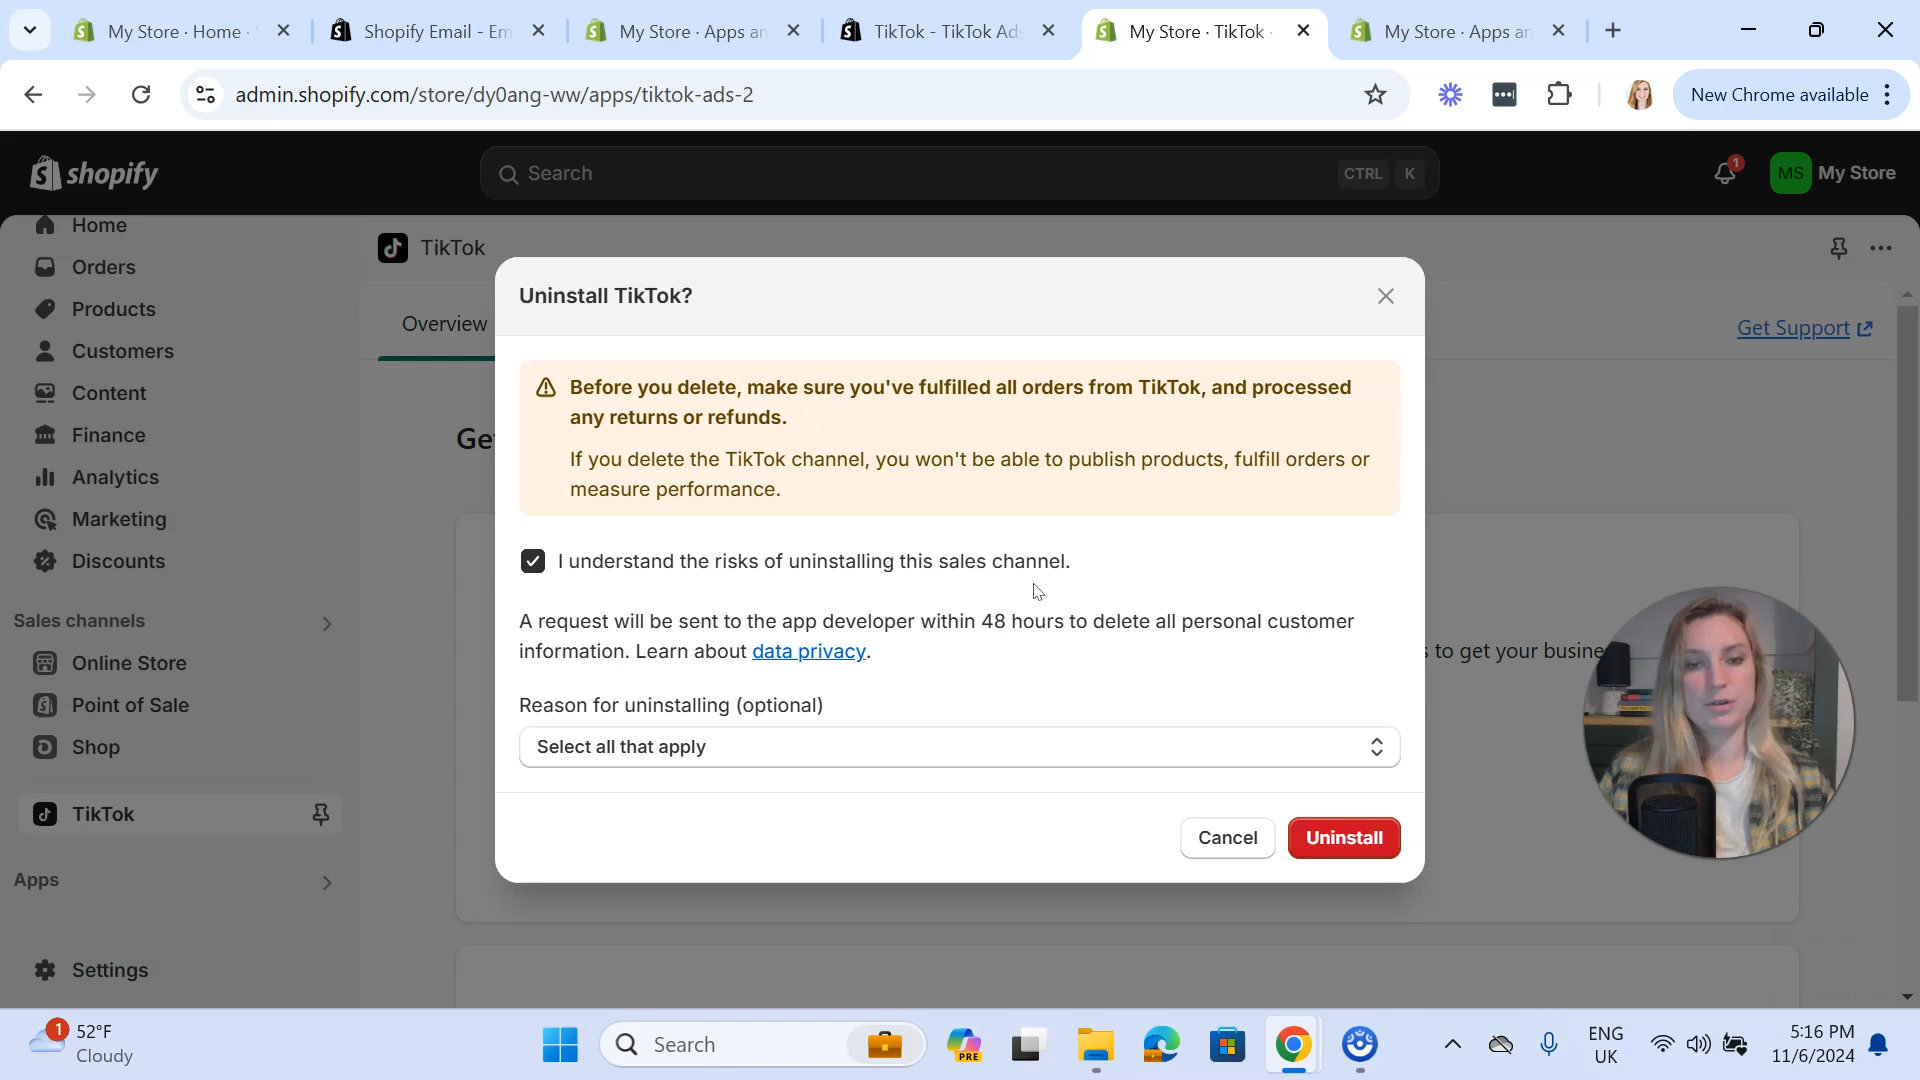 My Store · Home ·
Shopify Email - Em
My Store · Apps an
TikTok - TikTok Ads
My Store · TikTok ·
My Store · Apps an
admin.shopify.com/store/dy0ang-ww/apps/tiktok-ads-2
New Chrome available
shopify
Search
CTRL K
1
MS
My Store
Home
Orders
Products
Customers
Content
Finance
Analytics
Marketing
Discounts
Sales channels
Online Store
Point of Sale
Shop
TikTok
Apps
Settings
TikTok
Overview
Get Support
Get
Uninstall TikTok?
Before you delete, make sure you've fulfilled all orders from TikTok, and processed
any returns or refunds.
If you delete the TikTok channel, you won't be able to publish products, fulfill orders or
measure performance.
I understand the risks of uninstalling this sales channel.
A request will be sent to the app developer within 48 hours to delete all personal customer
information. Learn about data privacy.
Reason for uninstalling (optional)
Select all that apply
Cancel
Uninstall
to get your busine
1
52°F
Cloudy
Search
PRE
ENG
UK
5:16 PM
11/6/2024